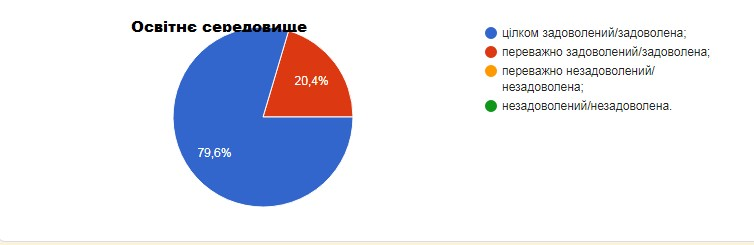 Освітнє середовище
20,4%
79,6%
цілком задоволений/задоволена;
переважно задоволений/задоволена;
переважно незадоволений/
незадоволена;
незадоволений/незадоволена.